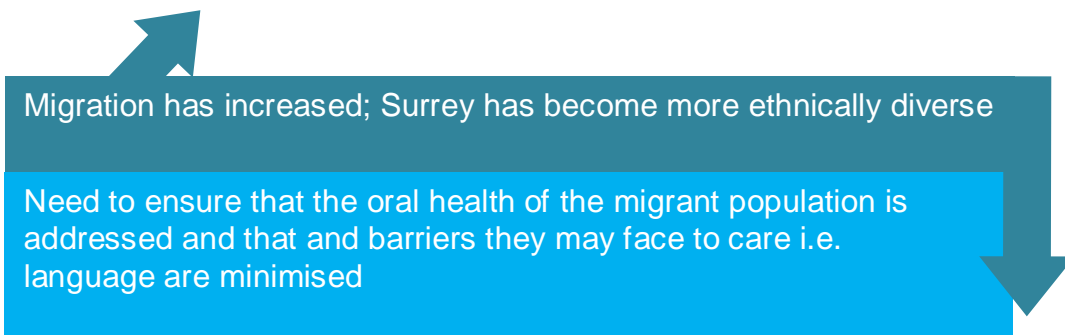 Migration has increased; Surrey has become more ethnically diverse
Need to ensure that the oral health of the migrant population is
addressed and that and barriers they may face to care i.e.
language are minimised